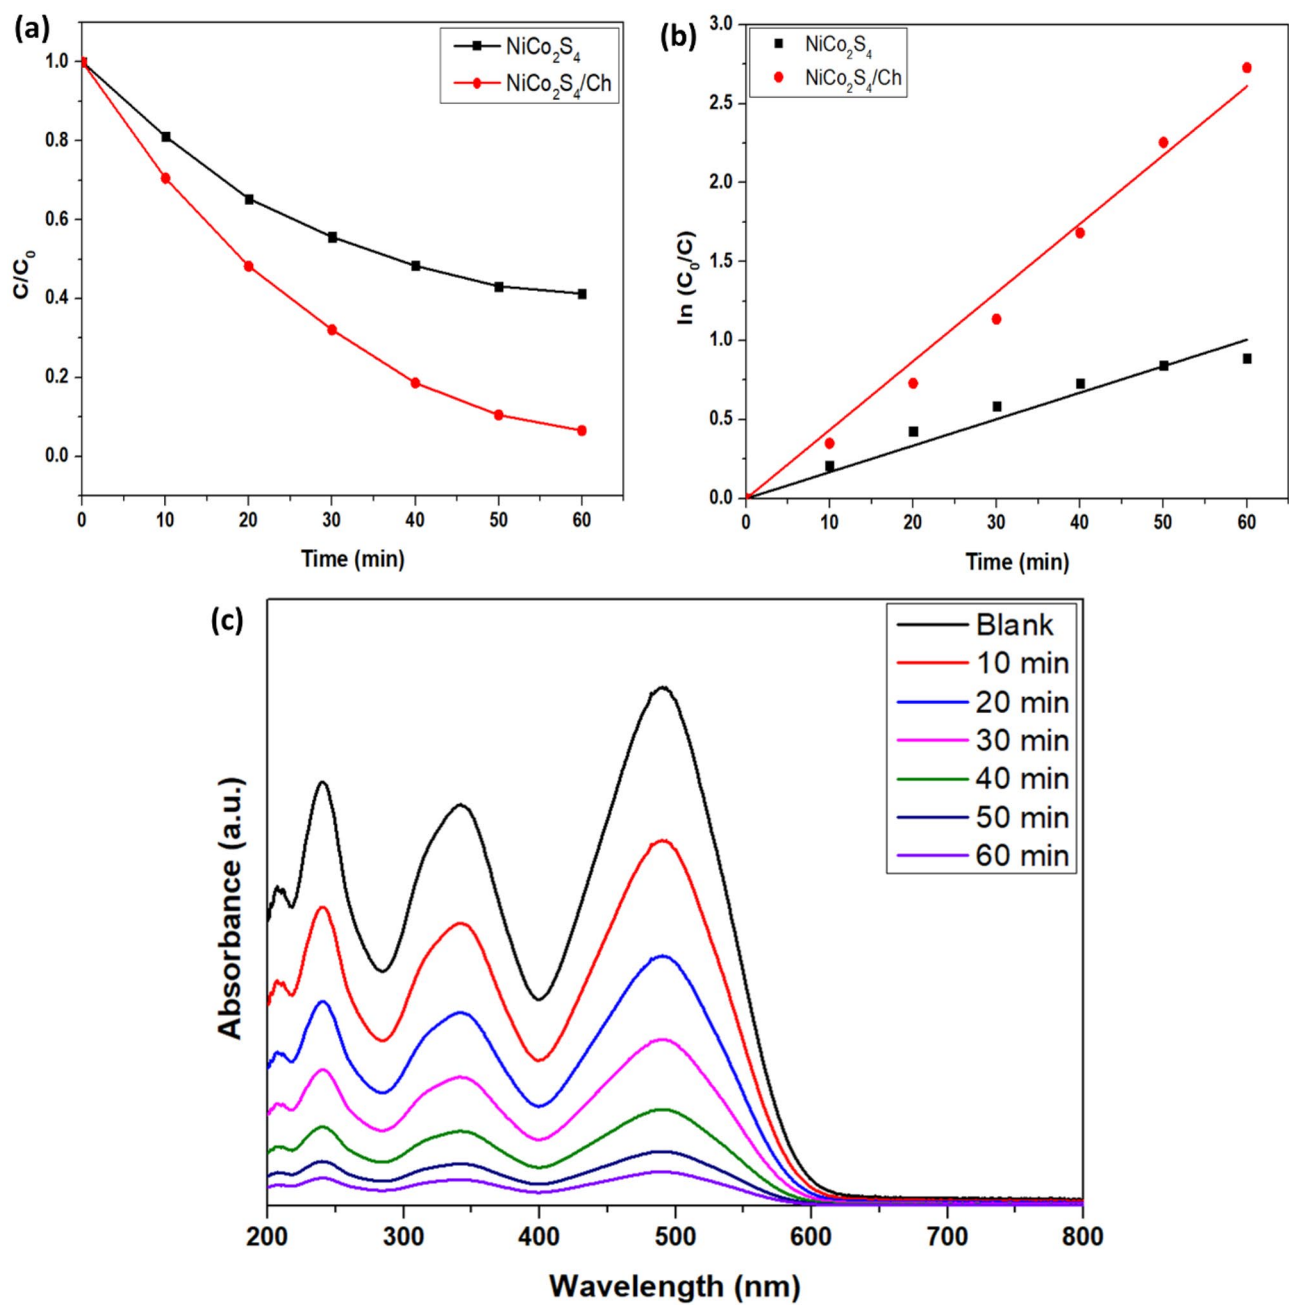 (a)
NiCo2S4
NiCo2S4/Ch
1.0
0.8
0.6
0.4
0.2
0.0
C/C0
0 10 20 30 40 50 60
Time (min)
(b)
NiCo2S4
NiCo2S4/Ch
3.0
2.5
2.0
1.5
1.0
0.5
0.0
ln (C0/C)
0 10 20 30 40 50 60
Time (min)
(c)
Blank
10 min
20 min
30 min
40 min
50 min
60 min
Absorbance (a.u.)
200 300 400 500 600 700 800
Wavelength (nm)